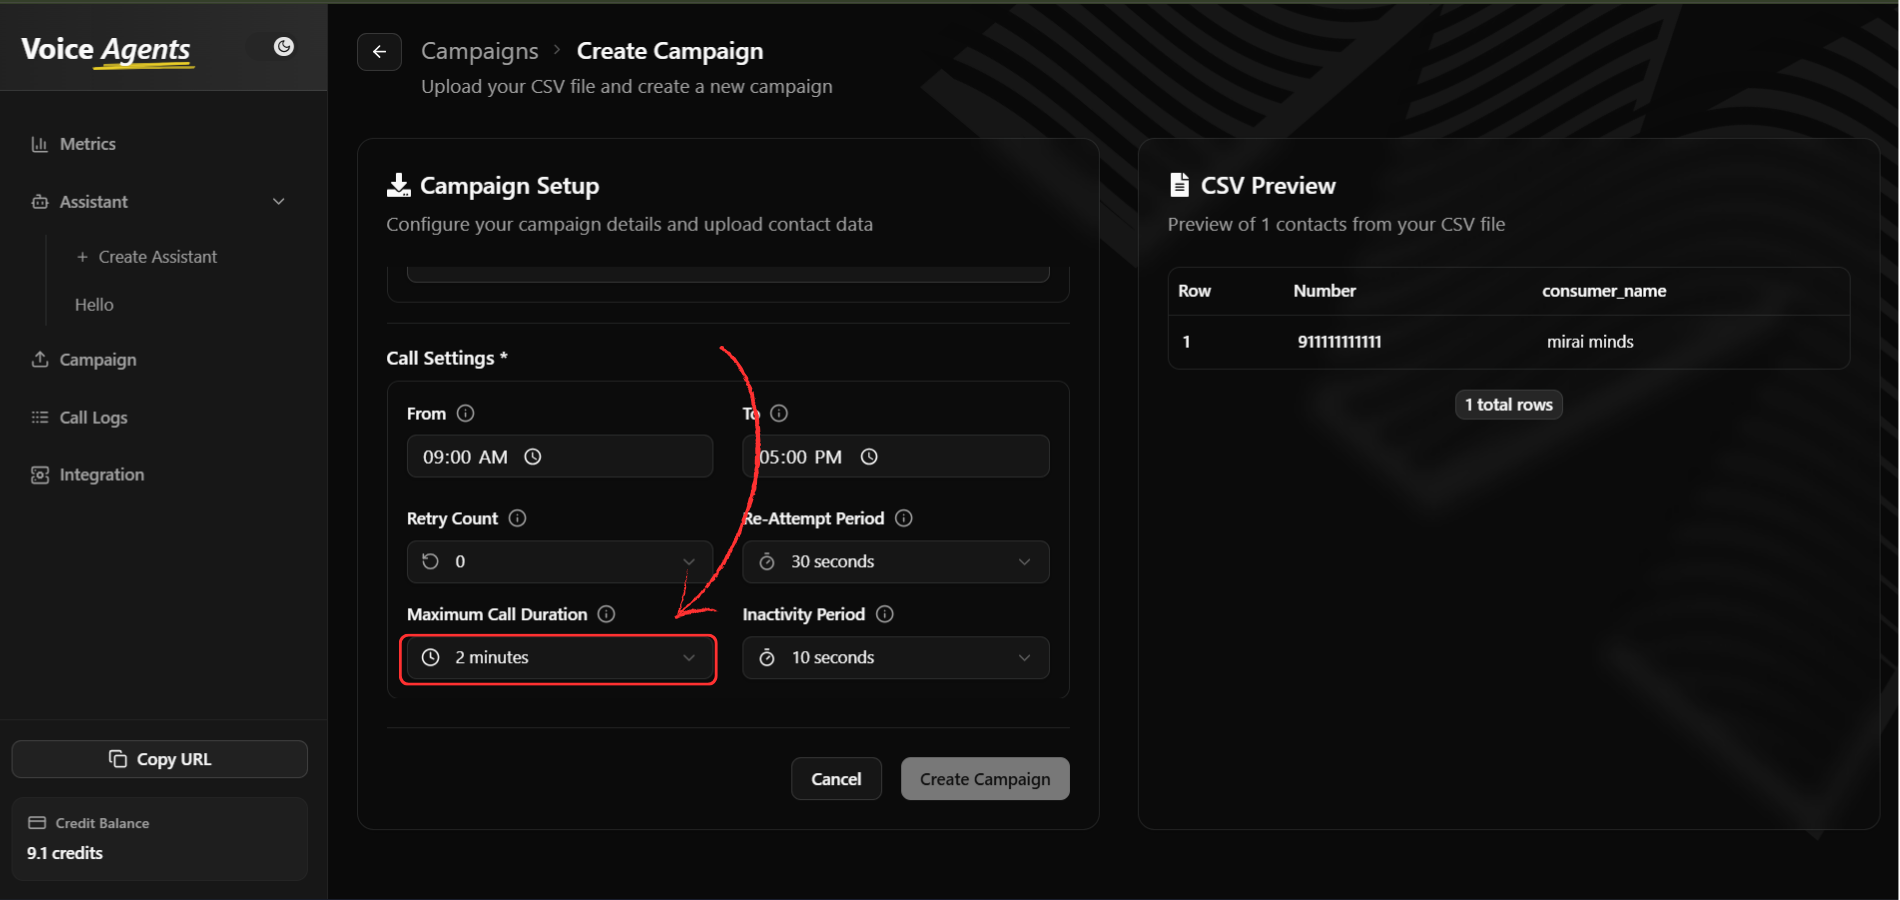 Voice Agents
Metrics
Assistant
+ Create Assistant
Hello
Campaign
Call Logs
Integration
Copy URL
Credit Balance
9.1 credits
Campaigns > Create Campaign
Upload your CSV file and create a new campaign
Campaign Setup
Configure your campaign details and upload contact data
Call Settings *
From To
09:00 AM 05:00 PM
Retry Count Re-Attempt Period
0 30 seconds
Maximum Call Duration Inactivity Period
2 minutes 10 seconds
Cancel Create Campaign
CSV Preview
Preview of 1 contacts from your CSV file
Row Number consumer_name
1 911111111111 mirai minds
1 total rows